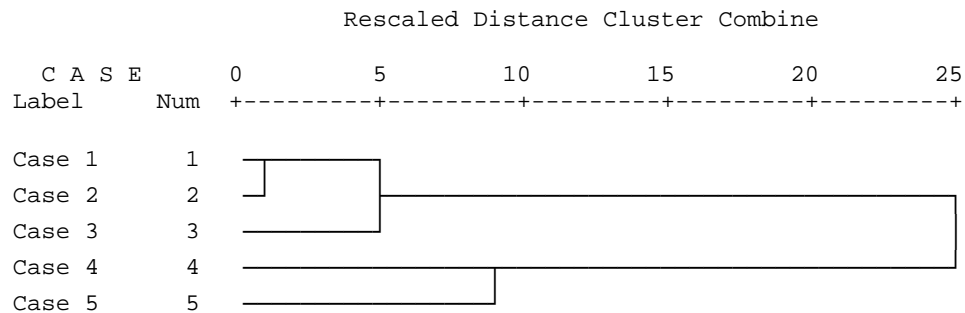 Rescaled Distance Cluster Combine
C A S E 0 5 10 15 20 25
Label Num +---------+---------+---------+---------+---------+
Case 1 1
Case 2 2
Case 3 3
Case 4 4
Case 5 5